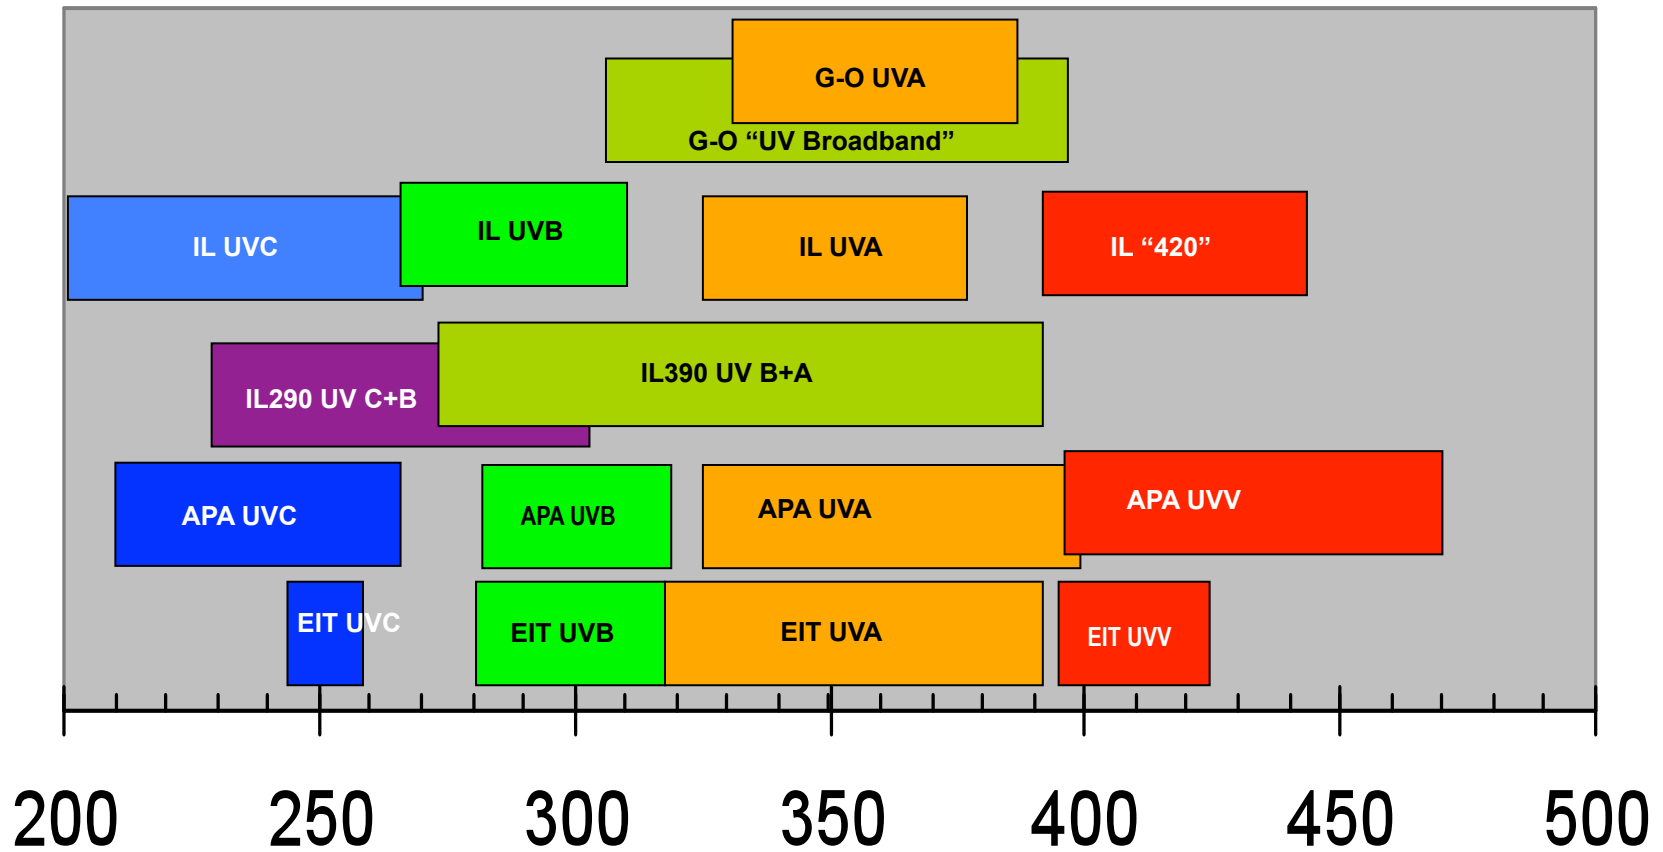 G-O UVA
G-O “UV Broadband”
IL UVC
IL UVB
IL UVA
IL “420”
IL290 UV C+B
IL390 UV B+A
APA UVC
APA UVB
APA UVA
APA UVV
EIT UVC
EIT UVB
EIT UVA
EIT UVV
200 250 300 350 400 450 500